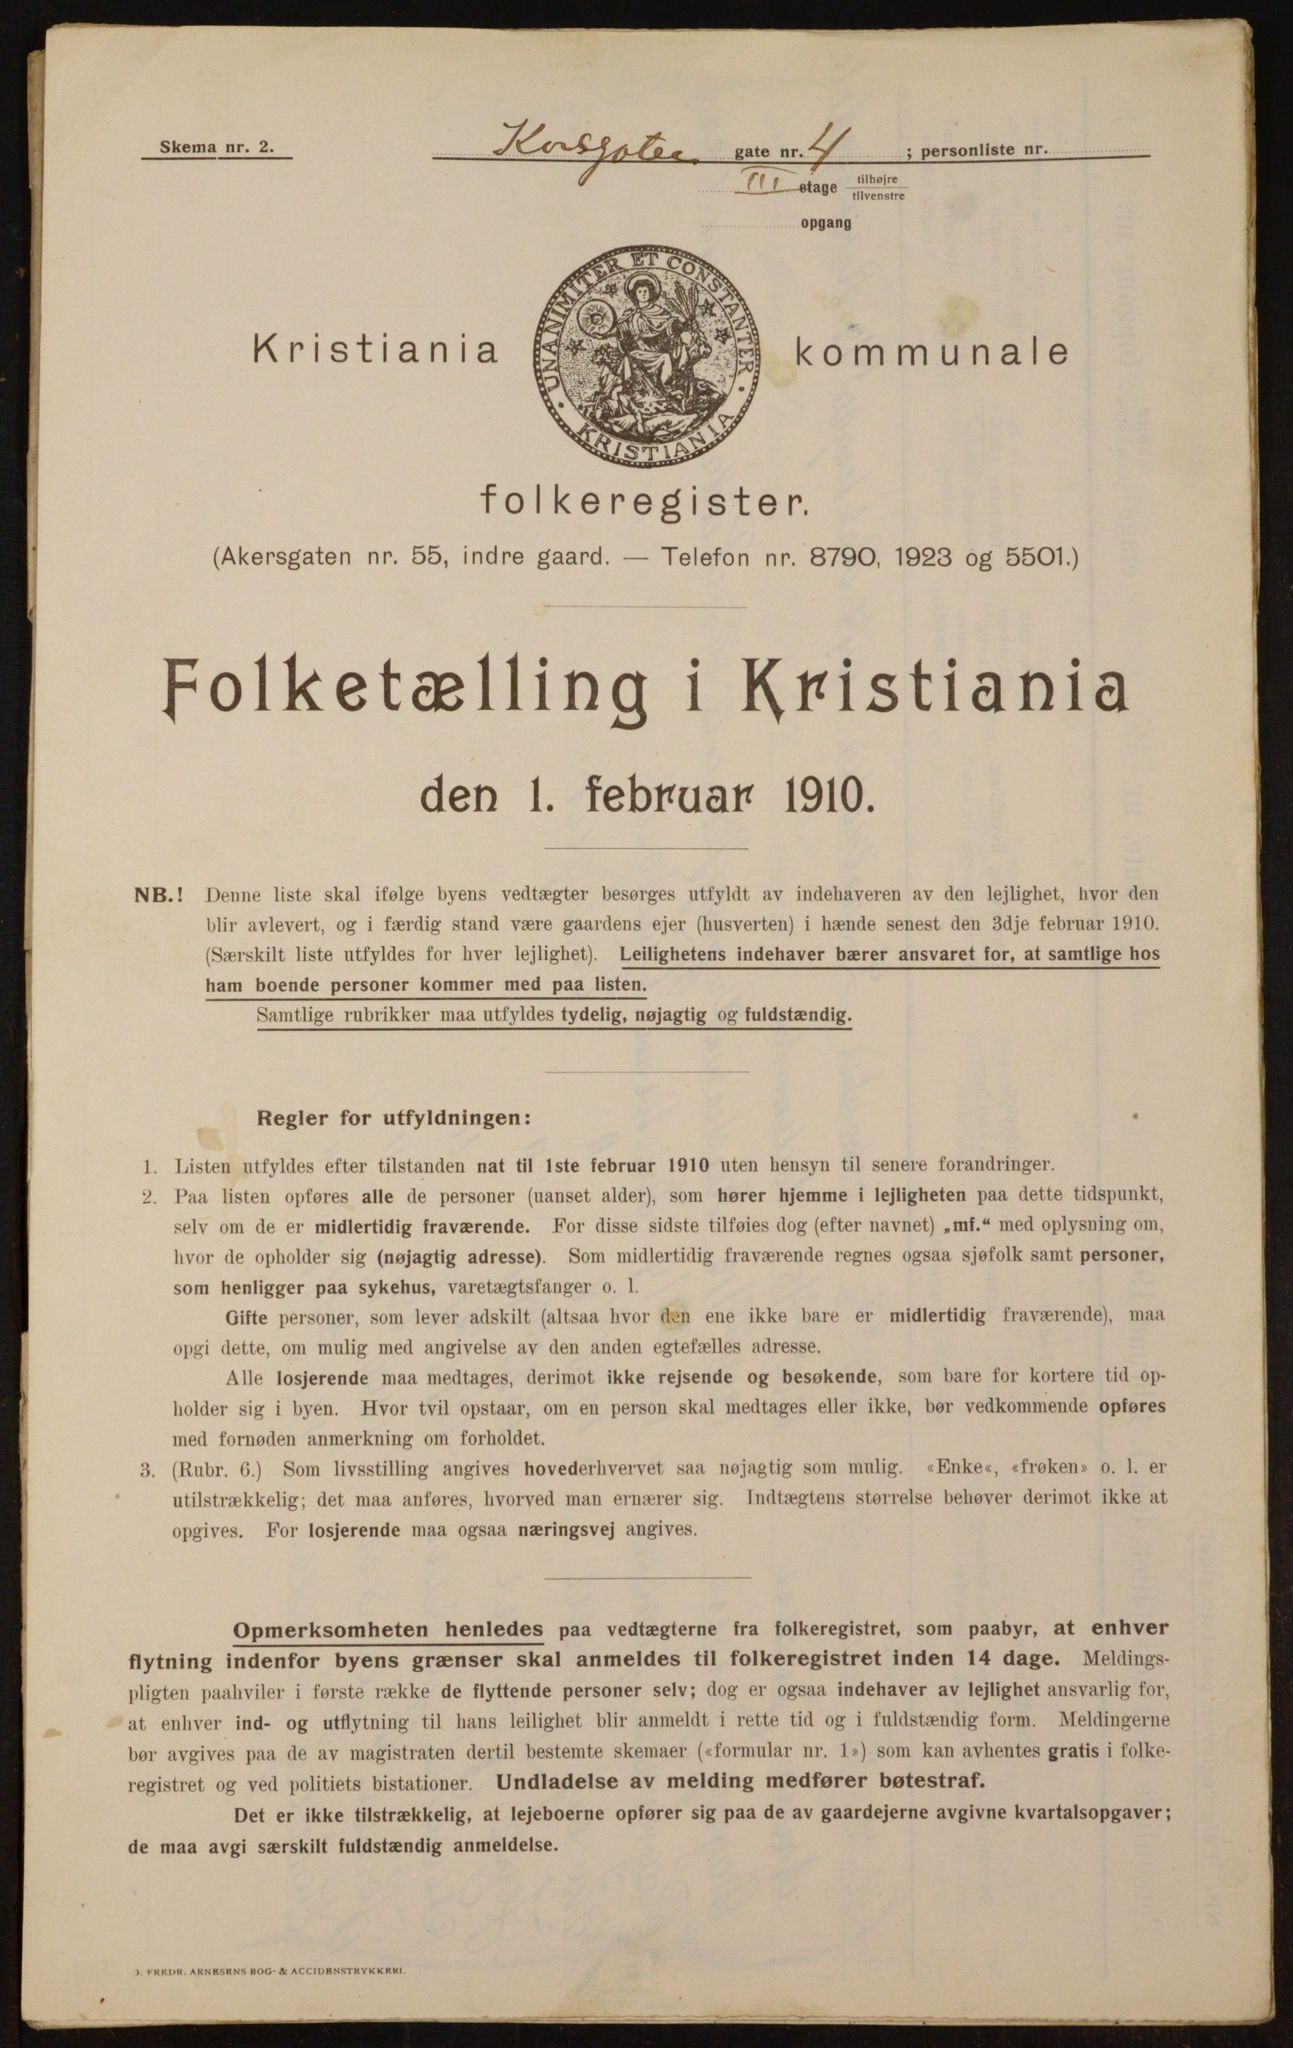 Skema nr. 2.
Korsgaten gate nr. 4 ; personliste nr.
III etage tilhøjre
tilvenstre
opgang
UNANIMITER ET CONSTANTER
KRISTIANIA
Kristiania kommunale
folkeregister.
(Akersgaten nr. 55, indre gaard. — Telefon nr. 8790, 1923 og 5501.)
Folketælling i Kristiania
den 1. februar 1910.
NB.! Denne liste skal ifølge byens vedtægter besørges utfyldt av indehaveren av den lejlighet, hvor den
blir avlevert, og i færdig stand være gaardens ejer (husverten) i hænde senest den 3dje februar 1910.
(Særskilt liste utfyldes for hver lejlighet). Leilighetens indehaver bærer ansvaret for, at samtlige hos
ham boende personer kommer med paa listen.
Samtlige rubrikker maa utfyldes tydelig, nøjagtig og fuldstændig.
Regler for utfyldningen:
1. Listen utfyldes efter tilstanden nat til 1ste februar 1910 uten hensyn til senere forandringer.
2. Paa listen opføres alle de personer (uanset alder), som hører hjemme i lejligheten paa dette tidspunkt,
selv om de er midlertidig fraværende. For disse sidste tilføies dog (efter navnet) „mf.“ med oplysning om,
hvor de opholder sig (nøjagtig adresse). Som midlertidig fraværende regnes ogsaa sjøfolk samt personer,
som henligger paa sykehus, varetægtsfanger o. l.
Gifte personer, som lever adskilt (altsaa hvor den ene ikke bare er midlertidig fraværende), maa
opgi dette, om mulig med angivelse av den anden egtefælles adresse.
Alle losjerende maa medtages, derimot ikke rejsende og besøkende, som bare for kortere tid op-
holder sig i byen. Hvor tvil opstaar, om en person skal medtages eller ikke, bør vedkommende opføres
med fornøden anmerkning om forholdet.
3. (Rubr. 6.) Som livsstilling angives hovederhvervet saa nøjagtig som mulig. «Enke«, «frøken» o. l. er
utilstrækkelig; det maa anføres, hvorved man ernærer sig. Indtægtens størrelse behøver derimot ikke at
opgives. For losjerende maa ogsaa næringsvej angives.
Opmerksomheten henledes paa vedtægterne fra folkeregistret, som paabyr, at enhver
flytning indenfor byens grænser skal anmeldes til folkeregistret inden 14 dage. Meldings-
pligten paahviler i første række de flyttende personer selv; dog er ogsaa indehaver av lejlighet ansvarlig for,
at enhver ind- og utflytning til hans leilighet blir anmeldt i rette tid og i fuldstændig form. Meldingerne
bør avgives paa de av magistraten dertil bestemte skemaer («formular nr. 1») som kan avhentes gratis i folke-
registret og ved politiets bistationer. Undladelse av melding medfører bøtestraf.
Det er ikke tilstrækkelig, at lejeboerne opfører sig paa de av gaardejerne avgivne kvartalsopgaver;
de maa avgi særskilt fuldstændig anmeldelse.
J. FREDR. ARNESENS BOG- & ACCIDENSTRYKKERI.